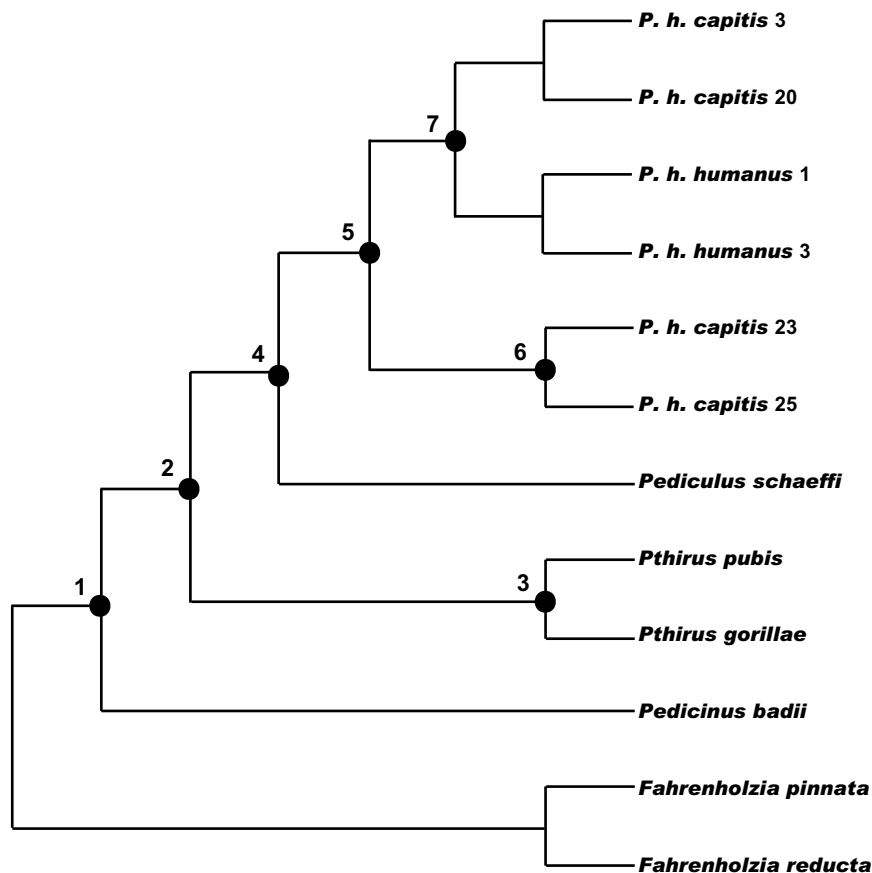 P. h. capitis 3
P. h. capitis 20
7
P. h. humanus 1
5
P. h. humanus 3
P. h. capitis 23
4
6
P. h. capitis 25
2
Pediculus schaeffi
Pthirus pubis
1
3
Pthirus gorillae
Pedicinus badii
Fahrenholzia pinnata
Fahrenholzia reducta